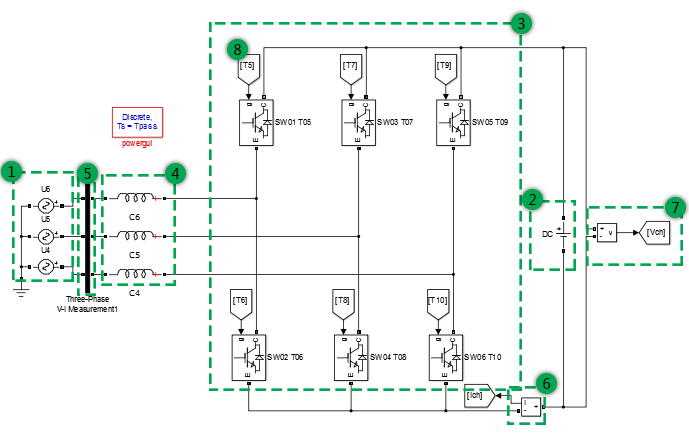 3
8
[T5]
[T7]
[T9]
g
C
g
C
g
C
SW01 T05
SW03 T07
SW05 T09
E
E
E
Discrete,
Ts = Tpass.
powergui
1
5
4
2
7
U6
U5
U4
C6
C5
C4
Three-Phase
V-I Measurement1
DC
+
+
-
v
[Vch]
[T6]
[T8]
[T10]
g
C
g
C
g
C
SW02 T06
SW04 T08
SW06 T10
E
E
E
6
[Ich]
I
-
+